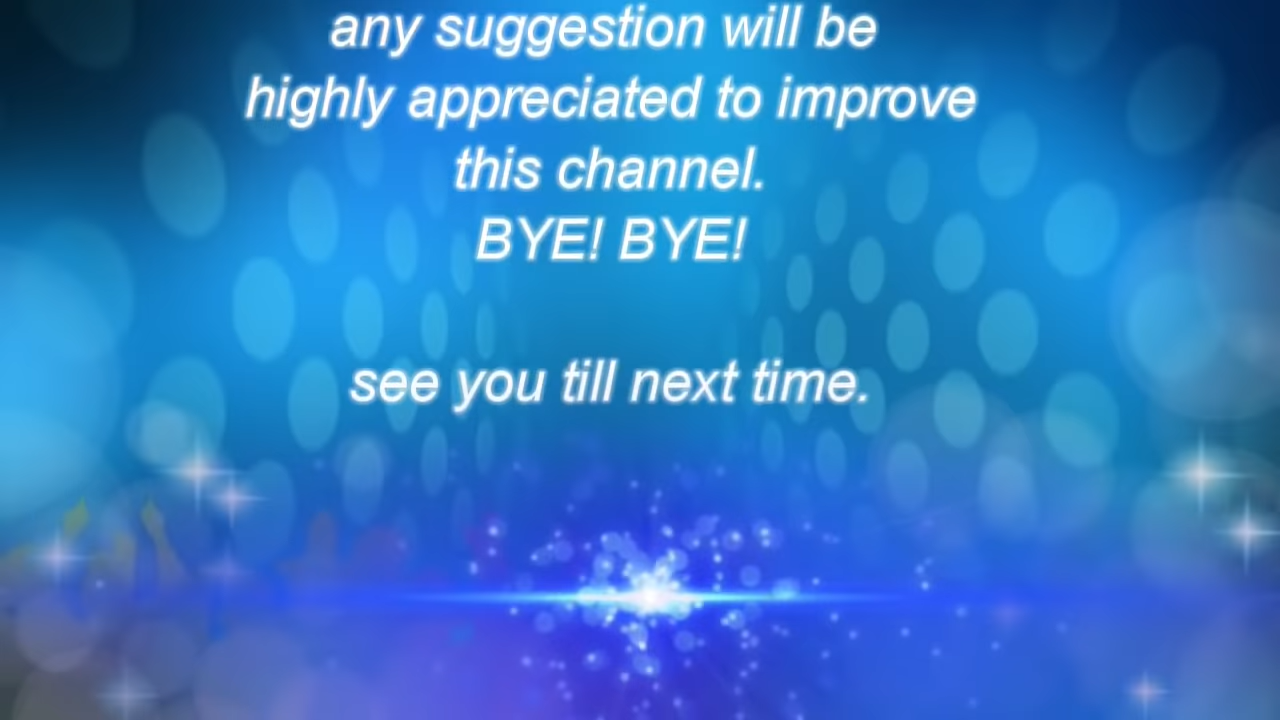 any suggestion will be
highly appreciated to improve
this channel.
BYE! BYE!
see you till next time.